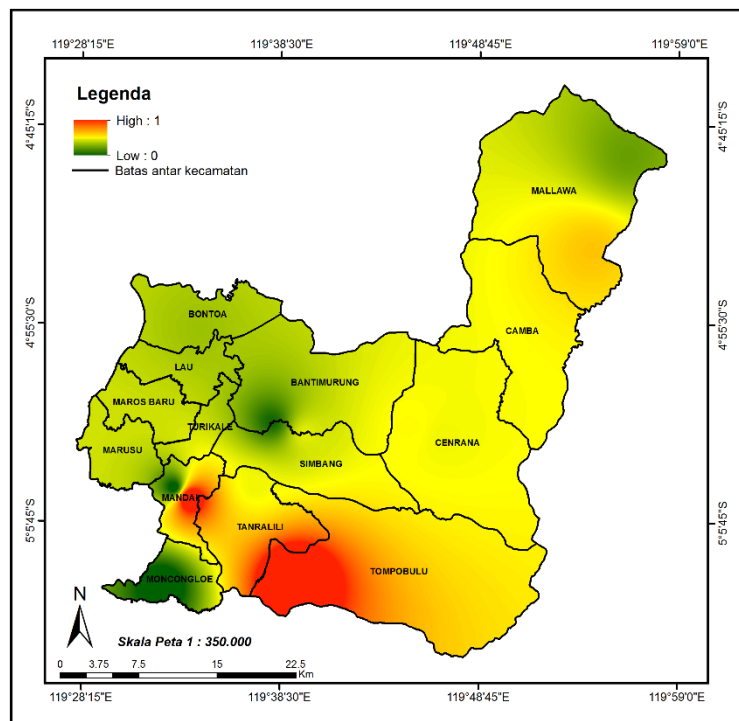 119°28'15"E 119°38'30"E 119°48'45"E 119°59'0"E
Legenda
High : 1
Low : 0
Batas antar kecamatan
4°45'15"S 4°45'15"S
MALLAWA
BONTOA
4°55'30"S 4°55'30"S
CAMBA
LAU
BANTIMURUNG
MAROS BARU
TURIKALE
CENRANA
MARUSU
SIMBANG
MANDAI
5°5'45"S 5°5'45"S
TANRALILI
TOMPOBULU
MONCONGLOE
N
Skala Peta 1 : 350.000
0 3.75 7.5 15 22.5
Km
119°28'15"E 119°38'30"E 119°48'45"E 119°59'0"E